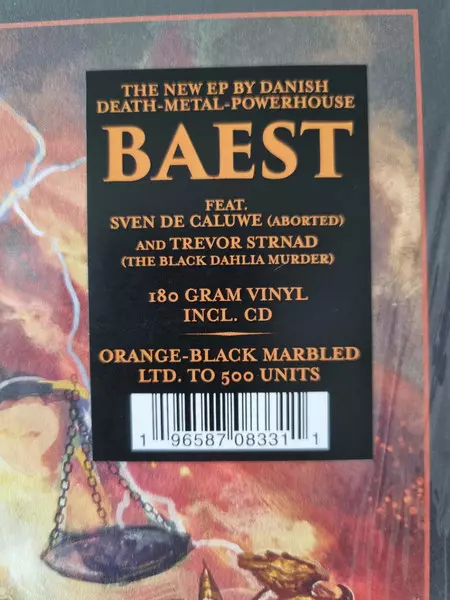 THE NEW EP BY DANISH
DEATH-METAL-POWERHOUSE
BAEST
FEAT.
SVEN DE CALUWE (ABORTED)
AND TREVOR STRNAD
(THE BLACK DAHLIA MURDER)
180 GRAM VINYL
INCL. CD
ORANGE-BLACK MARBLED
LTD. TO 500 UNITS
1 96587 08331 1